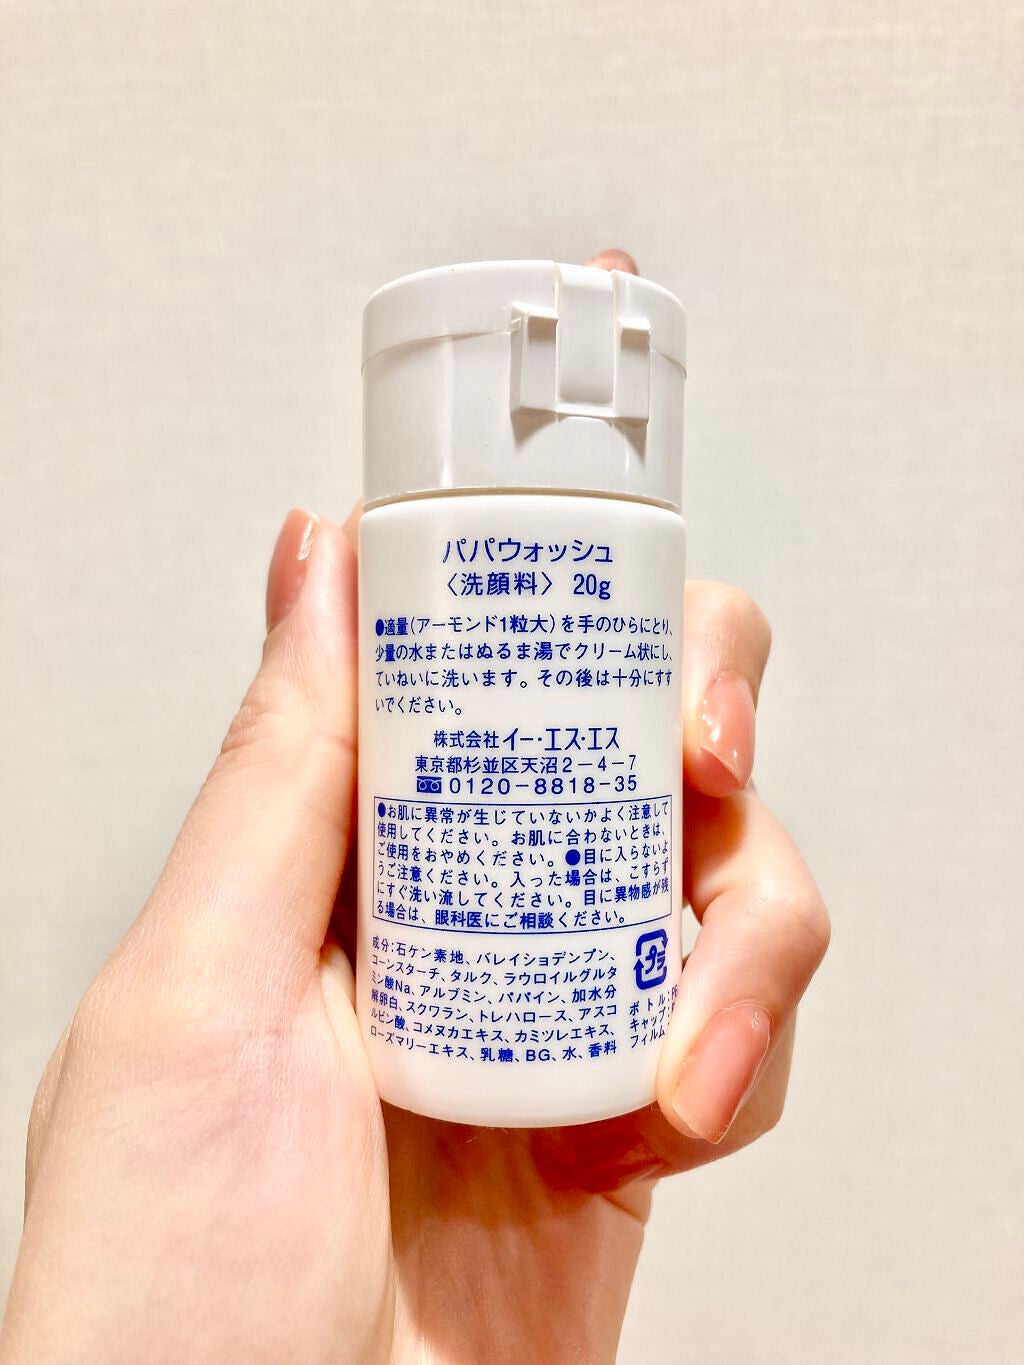 パパウォッシュ
〈洗顔料〉 20g
●適量(アーモンド1粒大)を手のひらにとり、
少量の水またはぬるま湯でクリーム状にし、
ていねいに洗います。その後は十分にすす
いでください。
株式会社イー・エス・エス
東京都杉並区天沼2-4-7
0120-8818-35
●お肌に異常が生じていないかよく注意して
使用してください。お肌に合わないときは、
ご使用をおやめください。●目に入らないよ
うご注意ください。入った場合は、こすらず
にすぐ洗い流してください。目に異物感が残
る場合は、眼科医にご相談ください。
成分:石ケン素地、バレイショデンプン、
コーンスターチ、タルク、ラウロイルグルタ
ミン酸Na、アルブミン、パパイン、加水分
解卵白、スクワラン、トレハロース、アスコ
ルビン酸、コメヌカエキス、カミツレエキス、
ローズマリーエキス、乳糖、BG、水、香料
プラ
ボトル:
キャップ:
フィルム: